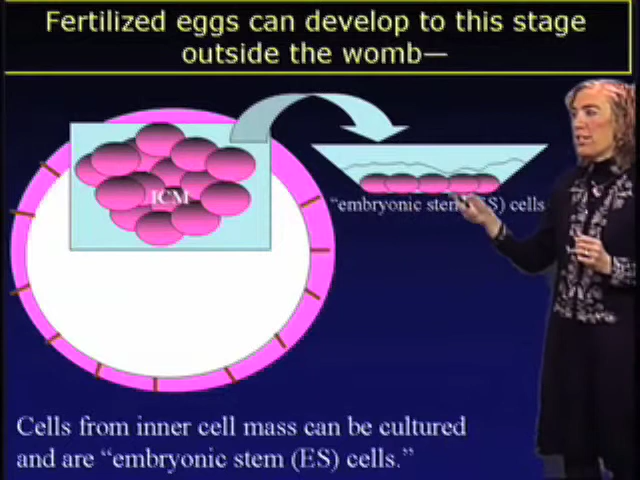 Fertilized eggs can develop to this stage
outside the womb—
ICM
"embryonic stem (ES) cells
Cells from inner cell mass can be cultured
and are "embryonic stem (ES) cells."